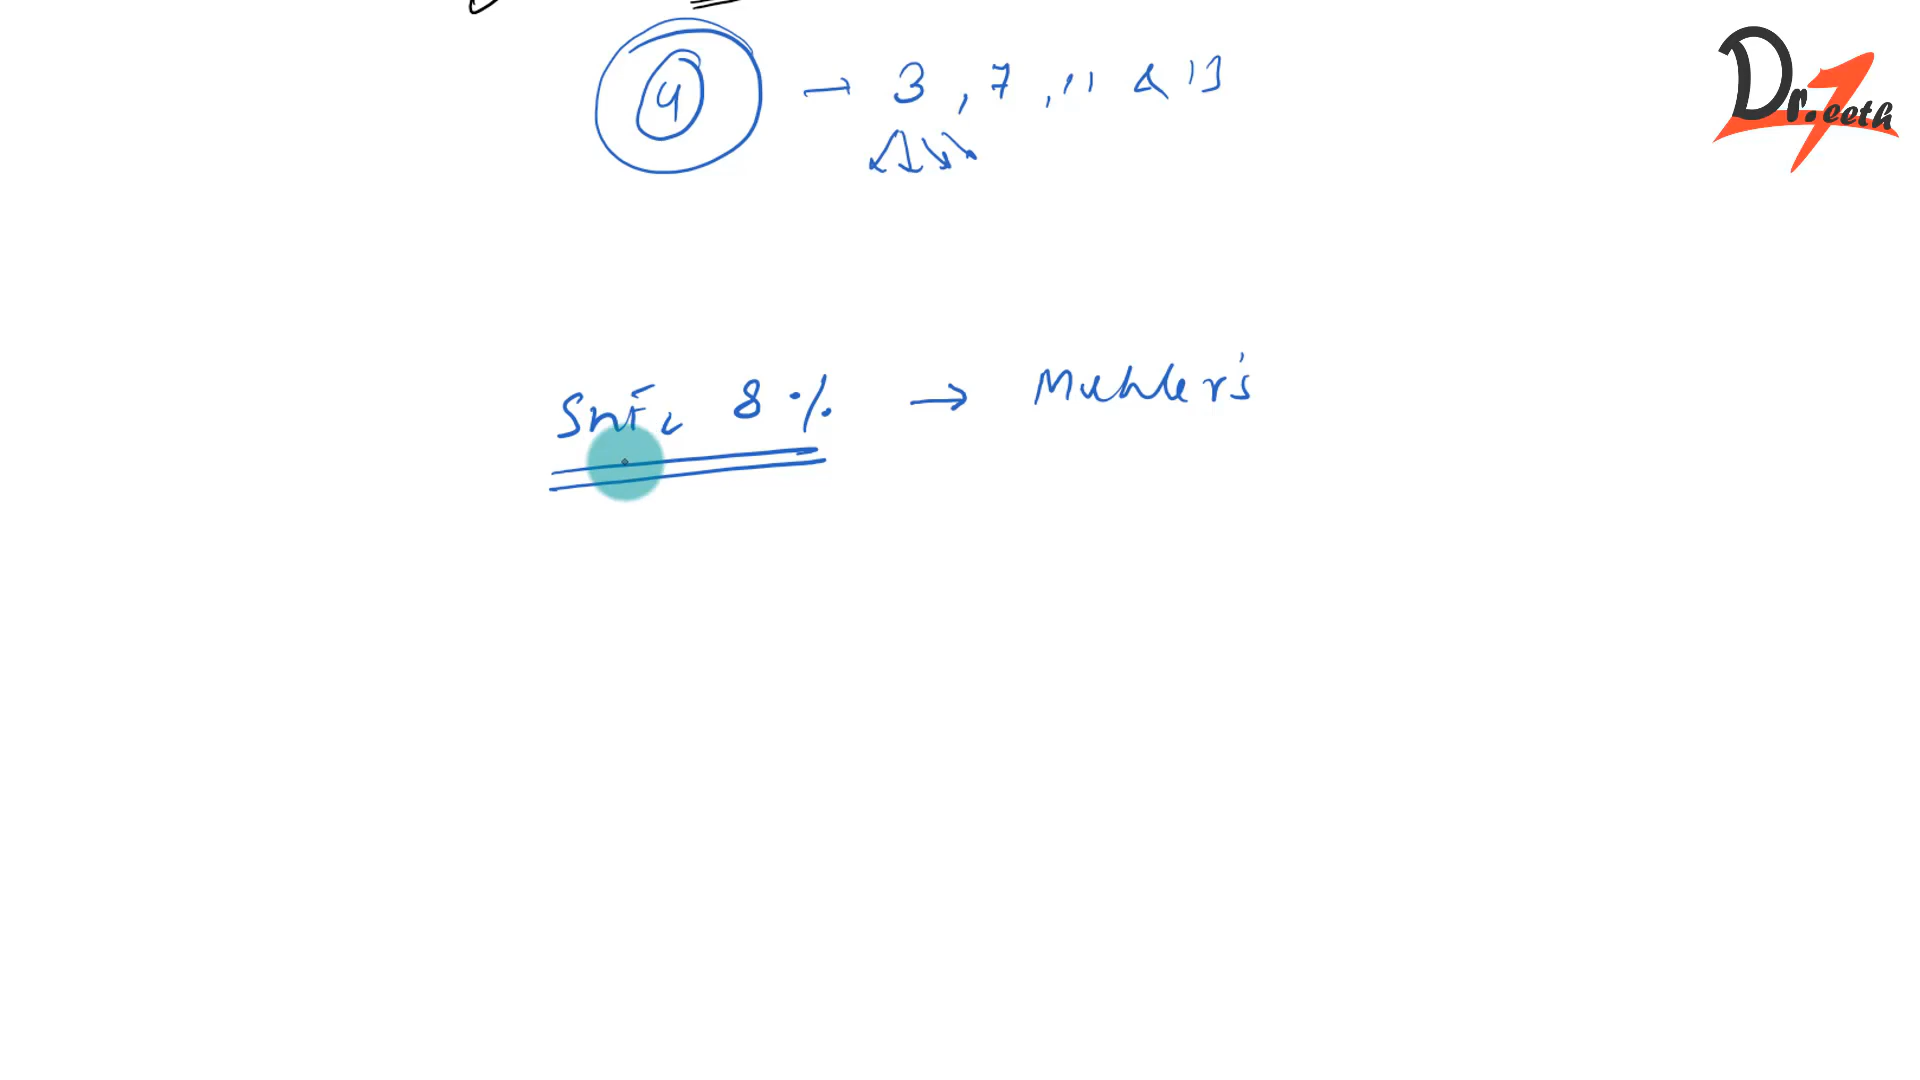 4 → 3, 7, 11 & 13
SnF2 8% → Muhler's
Dr.Teeth